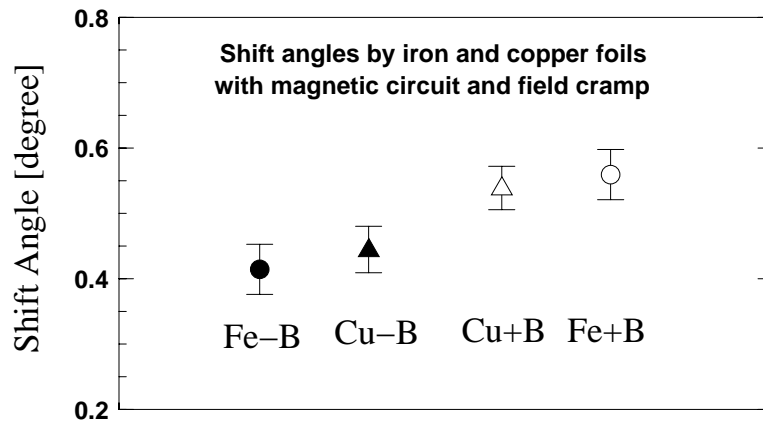 0.8
Shift angles by iron and copper foils
with magnetic circuit and field cramp
0.6
Shift Angle [degree]
0.4
Fe−B Cu−B Cu+B Fe+B
0.2